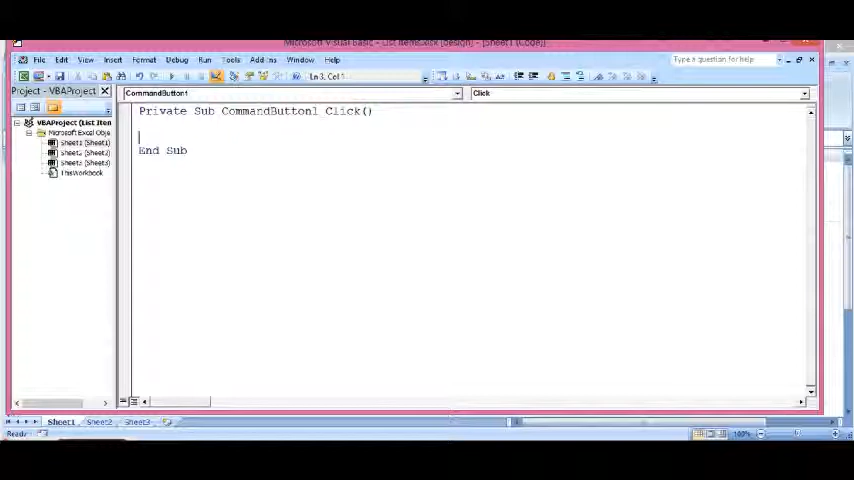 Microsoft Visual Basic - List Items.xlsx [design] - [Sheet1 (Code)]
File Edit View Insert Format Debug Run Tools Add-Ins Window Help Type a question for help
Ln 3, Col 1
Project - VBAProject
CommandButton1 Click
VBAProject (List Item
Microsoft Excel Obje
Sheet1 (Sheet1)
Sheet2 (Sheet2)
Sheet3 (Sheet3)
ThisWorkbook
Private Sub CommandButton1_Click()
End Sub
Sheet1 Sheet2 Sheet3
Ready 100%